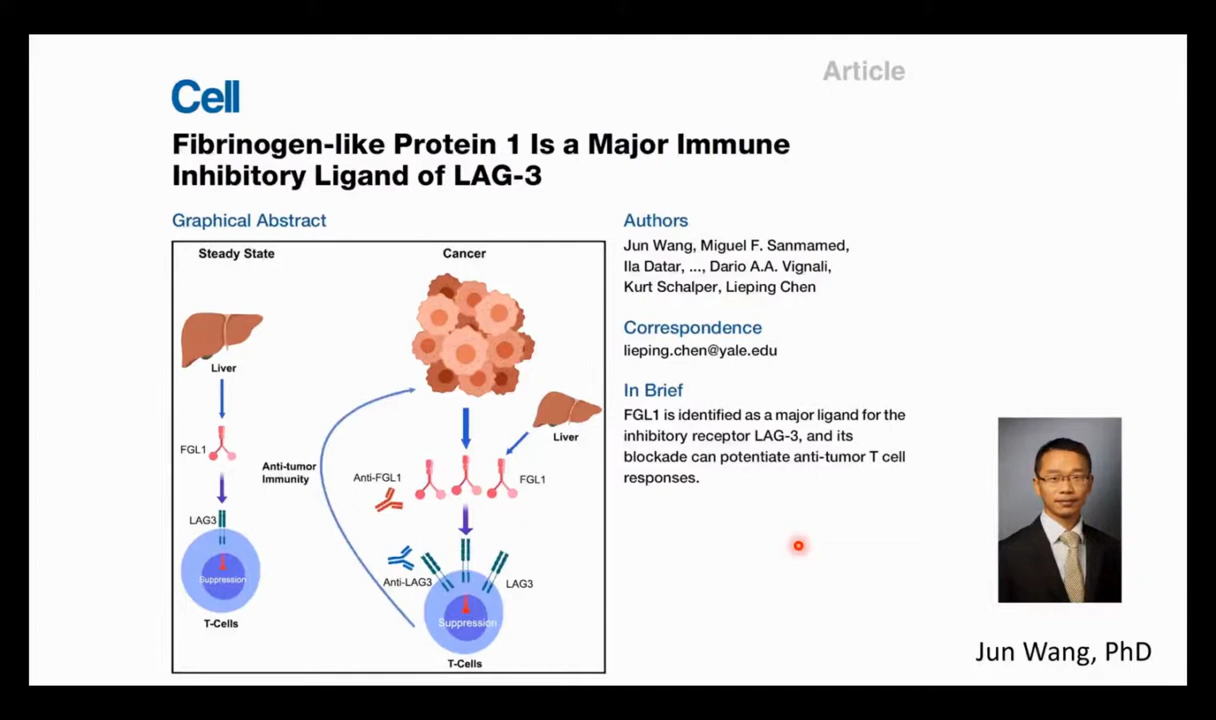 Article
Cell
Fibrinogen-like Protein 1 Is a Major Immune
Inhibitory Ligand of LAG-3
Graphical Abstract
Steady State
Cancer
Liver
Liver
FGL1
Anti-tumor
Immunity
Anti-FGL1
FGL1
LAG3
Suppression
T-Cells
Anti-LAG3
LAG3
Suppression
T-Cells
Authors
Jun Wang, Miguel F. Sanmamed,
Ila Datar, ..., Dario A.A. Vignali,
Kurt Schalper, Lieping Chen
Correspondence
lieping.chen@yale.edu
In Brief
FGL1 is identified as a major ligand for the
inhibitory receptor LAG-3, and its
blockade can potentiate anti-tumor T cell
responses.
Jun Wang, PhD